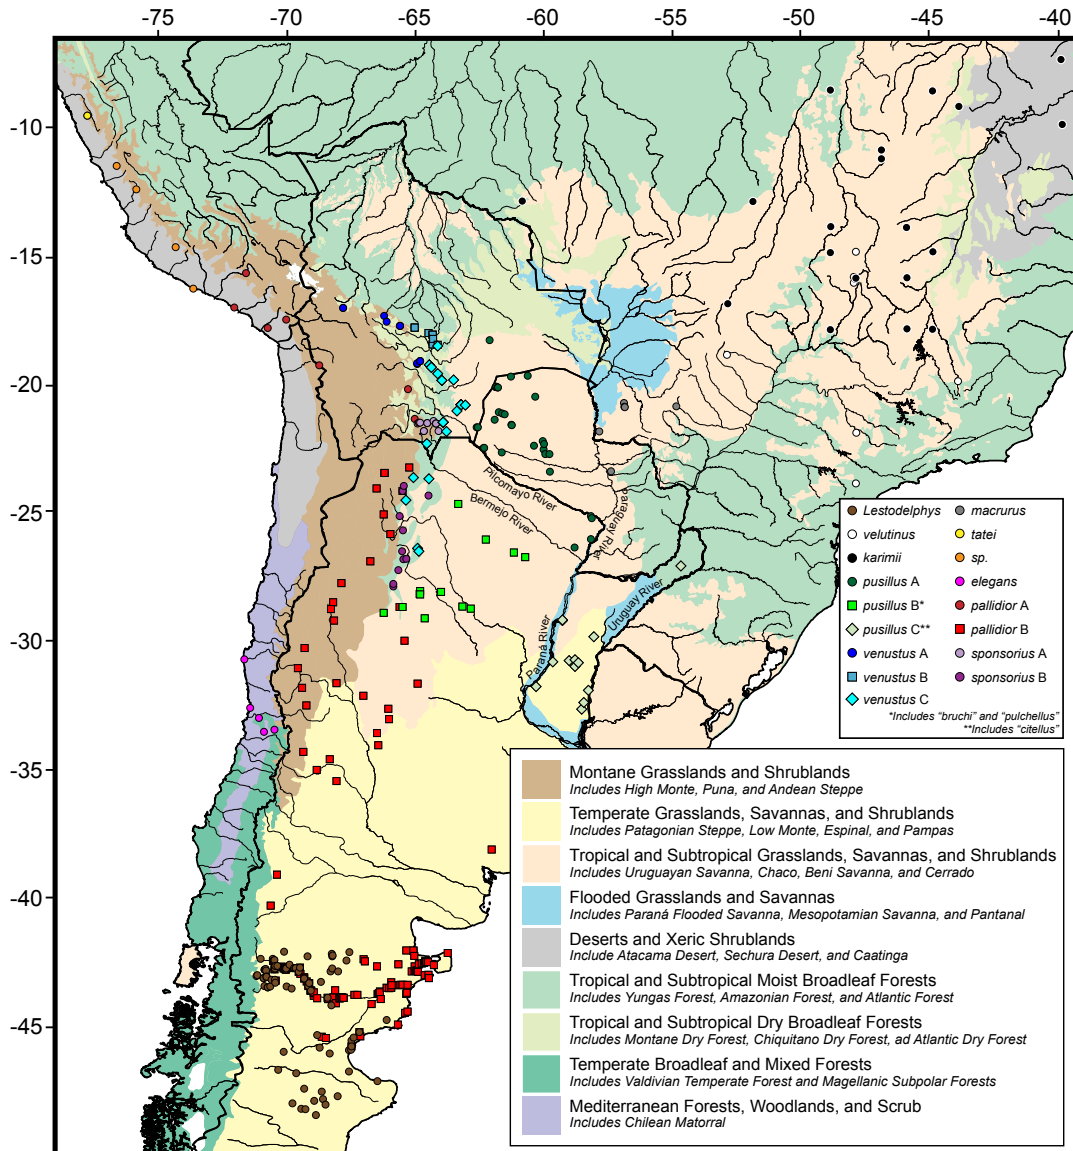 -75 -70 -65 -60 -55 -50 -45 -40
-10
-15
-20
-25
-30
-35
-40
-45
Pilcomayo River
Bermejo River
Paraguay River
Paraná River
Uruguay River
Lestodelphys
velutinus
karimii
pusillus A
pusillus B*
pusillus C**
venustus A
venustus B
venustus C
macrurus
tatei
sp.
elegans
pallidior A
pallidior B
sponsorius A
sponsorius B
*Includes “bruchi” and “pulchellus”
**Includes “citellus”
Montane Grasslands and Shrublands
Includes High Monte, Puna, and Andean Steppe
Temperate Grasslands, Savannas, and Shrublands
Includes Patagonian Steppe, Low Monte, Espinal, and Pampas
Tropical and Subtropical Grasslands, Savannas, and Shrublands
Includes Uruguayan Savanna, Chaco, Beni Savanna, and Cerrado
Flooded Grasslands and Savannas
Includes Paraná Flooded Savanna, Mesopotamian Savanna, and Pantanal
Deserts and Xeric Shrublands
Include Atacama Desert, Sechura Desert, and Caatinga
Tropical and Subtropical Moist Broadleaf Forests
Includes Yungas Forest, Amazonian Forest, and Atlantic Forest
Tropical and Subtropical Dry Broadleaf Forests
Includes Montane Dry Forest, Chiquitano Dry Forest, ad Atlantic Dry Forest
Temperate Broadleaf and Mixed Forests
Includes Valdivian Temperate Forest and Magellanic Subpolar Forests
Mediterranean Forests, Woodlands, and Scrub
Includes Chilean Matorral